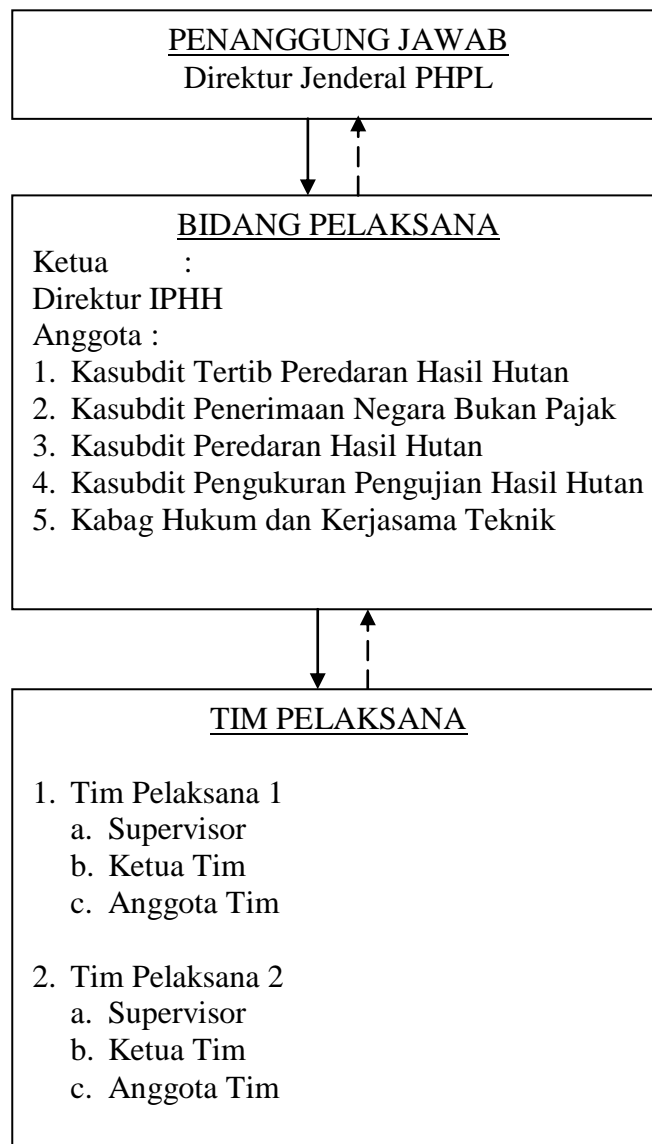 PENANGGUNG JAWAB
Direktur Jenderal PHPL
BIDANG PELAKSANA
Ketua :
Direktur IPHH
Anggota :
1. Kasubdit Tertib Peredaran Hasil Hutan
2. Kasubdit Penerimaan Negara Bukan Pajak
3. Kasubdit Peredaran Hasil Hutan
4. Kasubdit Pengukuran Pengujian Hasil Hutan
5. Kabag Hukum dan Kerjasama Teknik
TIM PELAKSANA
1. Tim Pelaksana 1
a. Supervisor
b. Ketua Tim
c. Anggota Tim
2. Tim Pelaksana 2
a. Supervisor
b. Ketua Tim
c. Anggota Tim